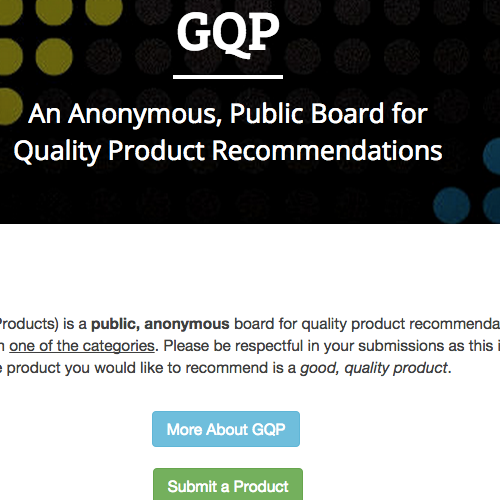 GQP
An Anonymous, Public Board for
Quality Product Recommendations
Products) is a public, anonymous board for quality product recommenda
one of the categories. Please be respectful in your submissions as this i
product you would like to recommend is a good, quality product.
More About GQP
Submit a Product